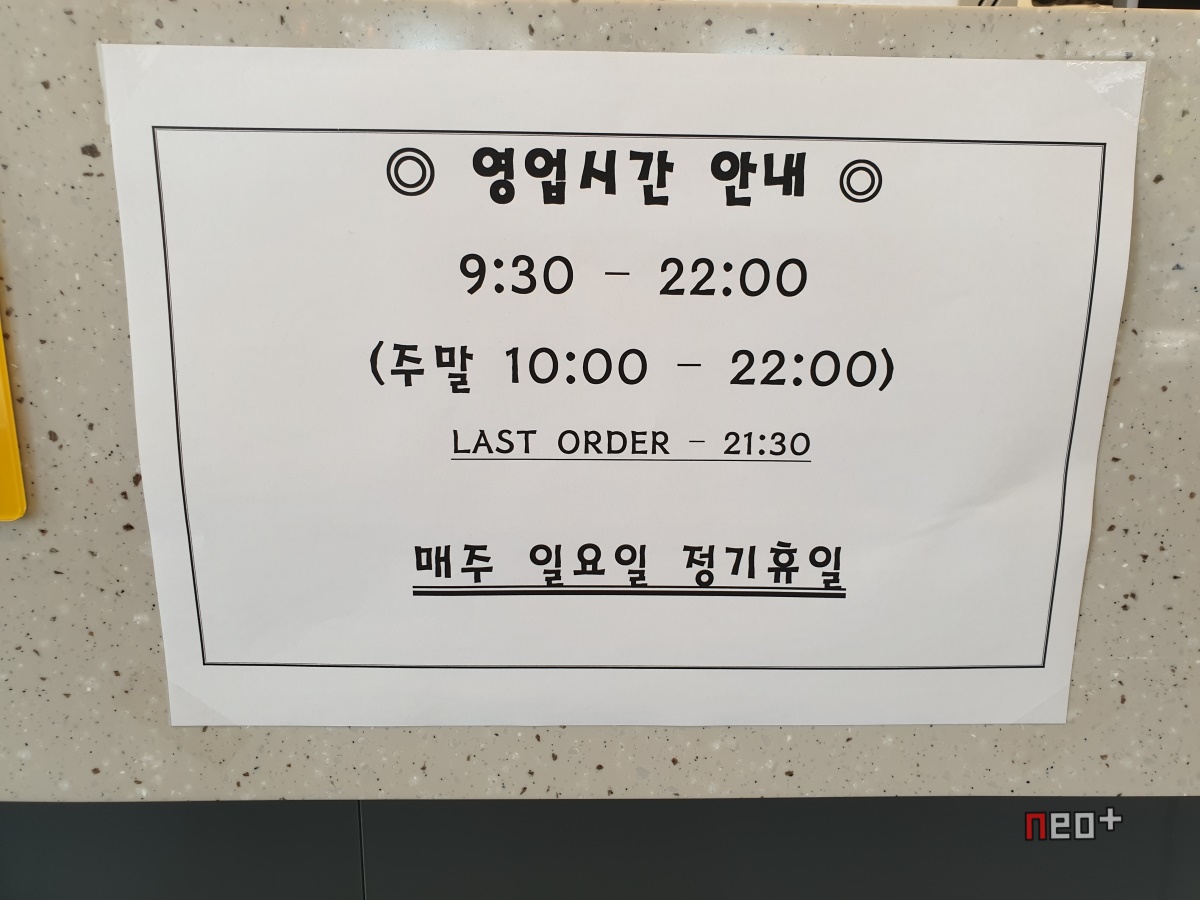 ◎ 영업시간 안내 ◎
9:30 - 22:00
(주말 10:00 - 22:00)
LAST ORDER - 21:30
매주 일요일 정기휴일
neo+